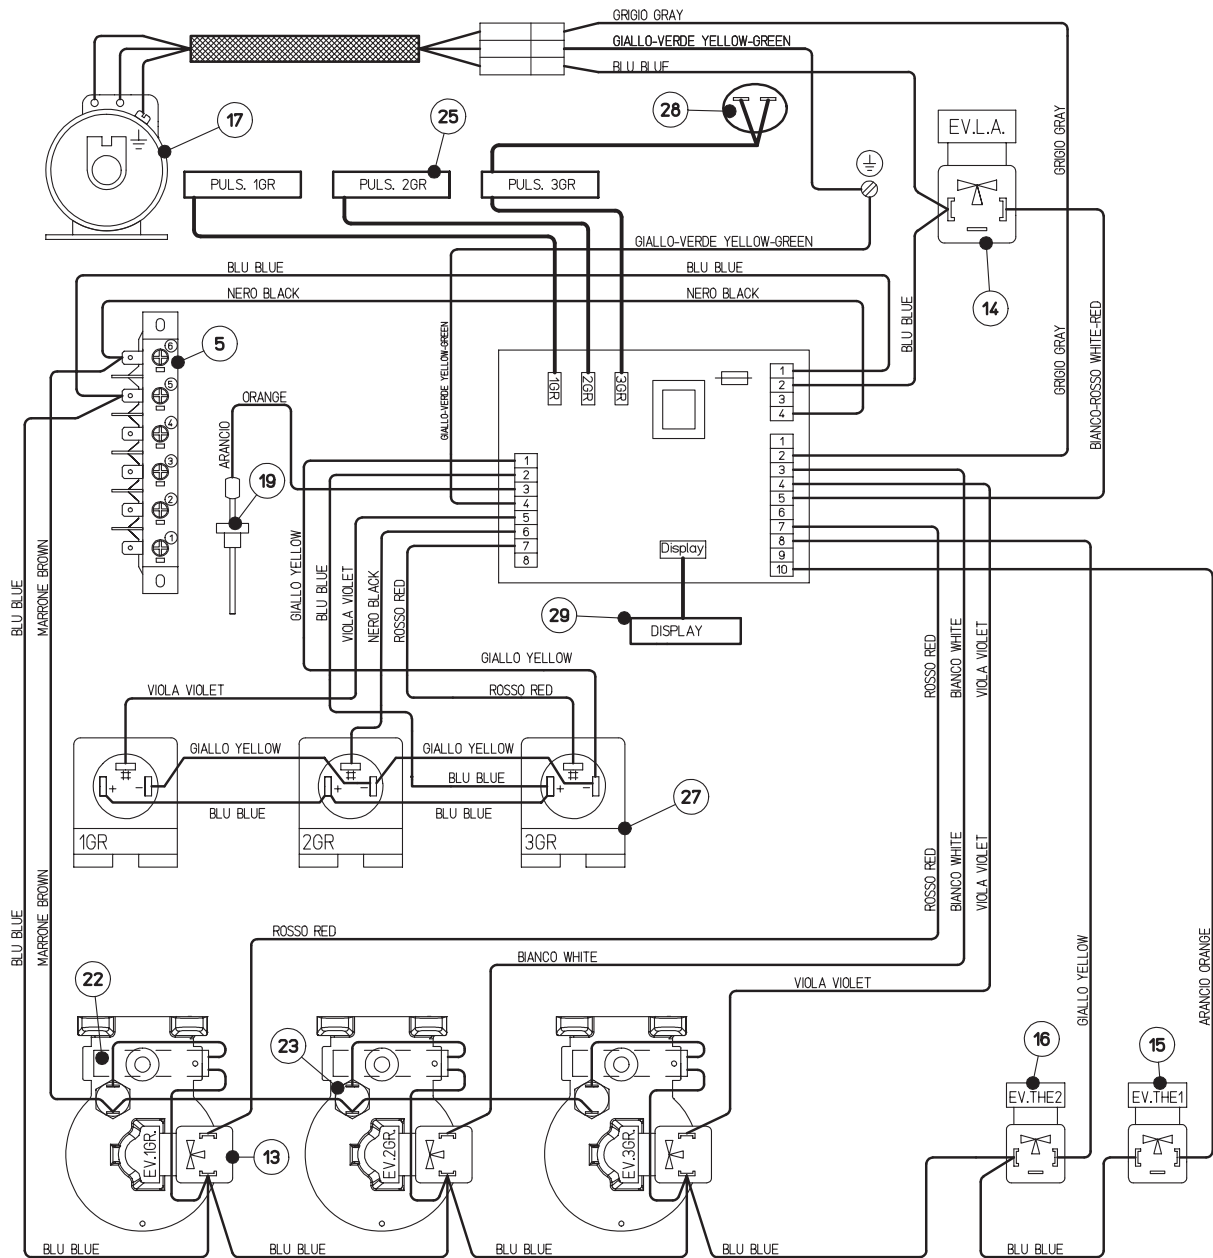 GRIGIO GRAY
GIALLO-VERDE YELLOW-GREEN
BLU BLUE
28
17
25
EV.L.A.
GRIGIO GRAY
PULS. 1GR
PULS. 2GR
PULS. 3GR
GIALLO-VERDE YELLOW-GREEN
BLU BLUE
BLU BLUE
NERO BLACK
NERO BLACK
14
BLU BLUE
GRIGIO GRAY
BIANCO-ROSSO WHITE-RED
5
6
5
4
3
2
1
ORANGE
ARANCIO
19
GIALLO-VERDE YELLOW-GREEN
1GR
2GR
3GR
1
2
3
4
1
2
3
4
5
6
7
8
9
10
1
2
3
4
5
6
7
8
Display
29
DISPLAY
BLU BLUE
MARRONE BROWN
GIALLO YELLOW
BLU BLUE
VIOLA VIOLET
NERO BLACK
ROSSO RED
ROSSO RED
BIANCO WHITE
VIOLA VIOLET
GIALLO YELLOW
VIOLA VIOLET
ROSSO RED
GIALLO YELLOW
GIALLO YELLOW
+ -
+ -
+ -
BLU BLUE
BLU BLUE
BLU BLUE
27
1GR
2GR
3GR
BLU BLUE
MARRONE BROWN
ROSSO RED
BIANCO WHITE
VIOLA VIOLET
ROSSO RED
BIANCO WHITE
VIOLA VIOLET
GIALLO YELLOW
ARANCIO ORANGE
22
23
16
15
EV.THE2
EV.THE1
EV.1GR.
EV.2GR.
EV.3GR.
13
BLU BLUE
BLU BLUE
BLU BLUE
BLU BLUE
BLU BLUE